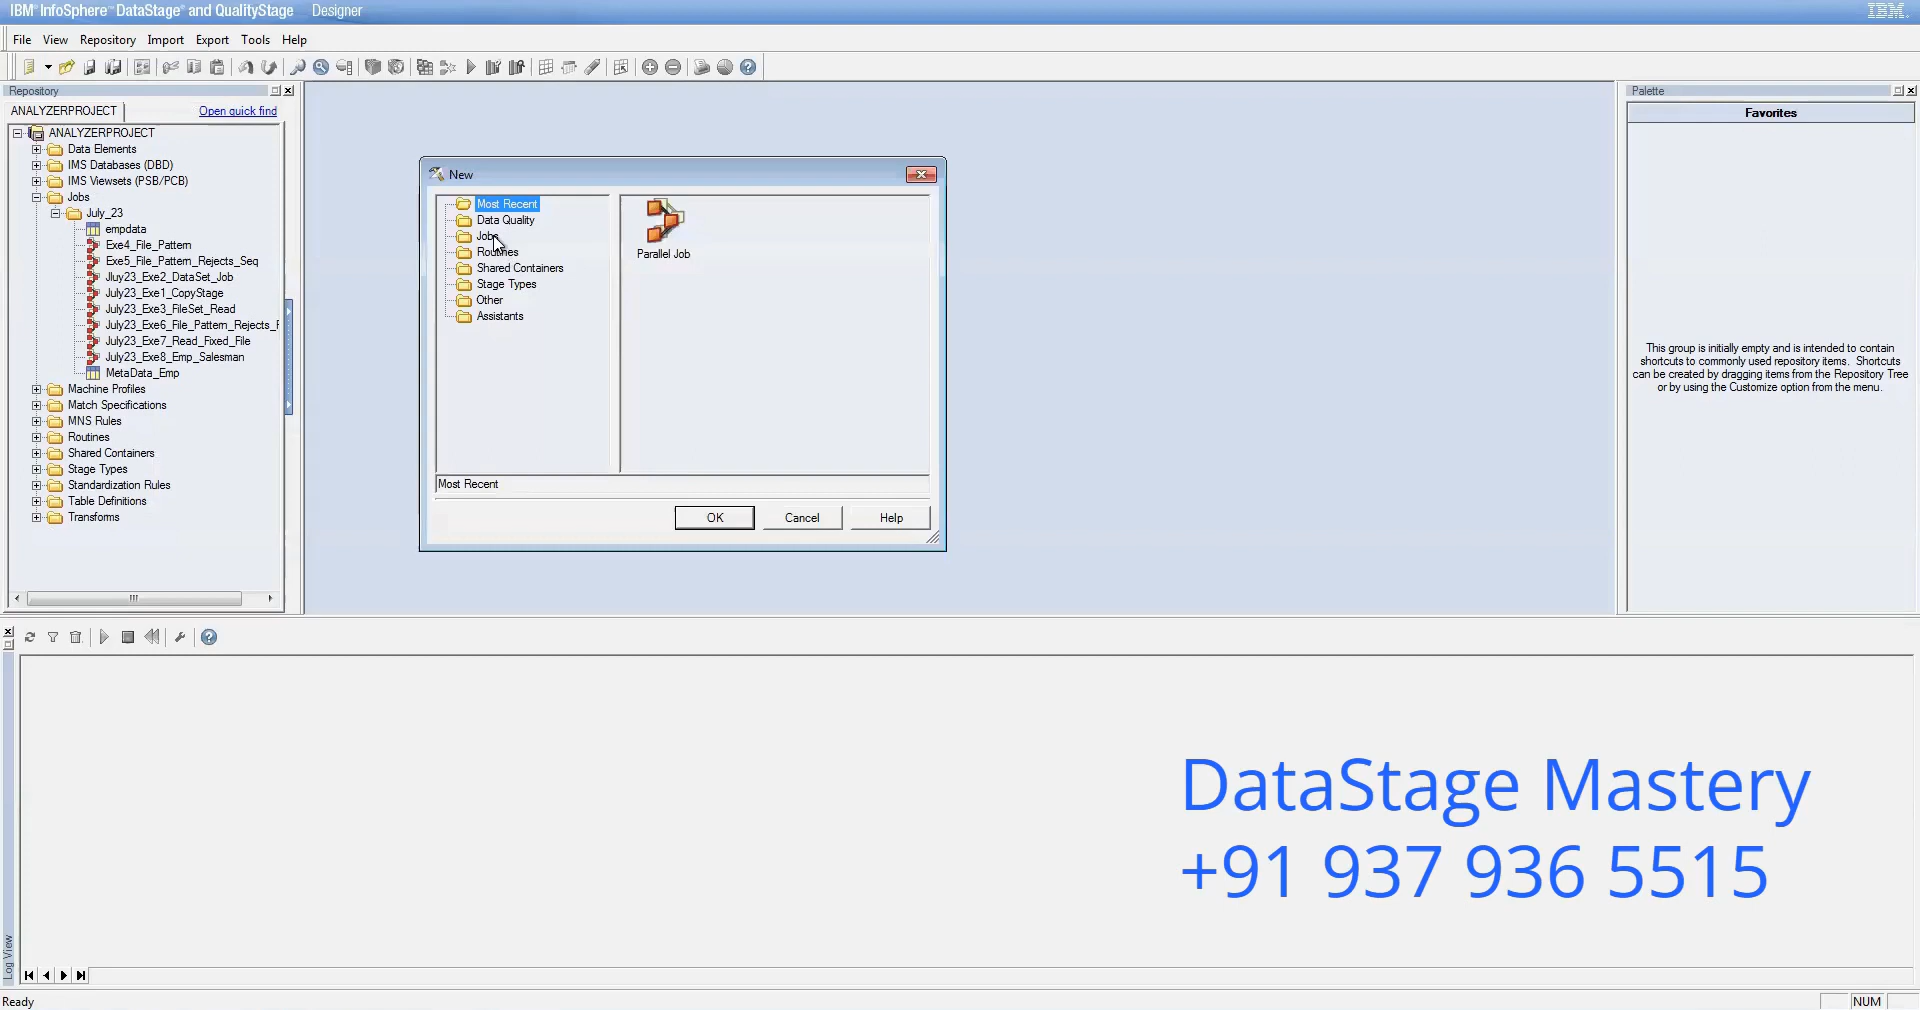 IBM InfoSphere DataStage and QualityStage Designer
IBM
File View Repository Import Export Tools Help
Repository
ANALYZERPROJECT Open quick find
ANALYZERPROJECT
Data Elements
IMS Databases (DBD)
IMS Viewsets (PSB/PCB)
Jobs
July_23
empdata
Exe4_File_Pattern
Exe5_File_Pattern_Rejects_Seq
Jluy23_Exe2_DataSet_Job
July23_Exe1_CopyStage
July23_Exe3_FileSet_Read
July23_Exe6_File_Pattern_Rejects_F
July23_Exe7_Read_Fixed_File
July23_Exe8_Emp_Salesman
MetaData_Emp
Machine Profiles
Match Specifications
MNS Rules
Routines
Shared Containers
Stage Types
Standardization Rules
Table Definitions
Transforms
New
Most Recent
Data Quality
Jobs
Routines
Shared Containers
Stage Types
Other
Assistants
Parallel Job
Most Recent
OK Cancel Help
Palette
Favorites
This group is initially empty and is intended to contain
shortcuts to commonly used repository items. Shortcuts
can be created by dragging items from the Repository Tree
or by using the Customize option from the menu.
DataStage Mastery
+91 937 936 5515
Log View
Ready
NUM